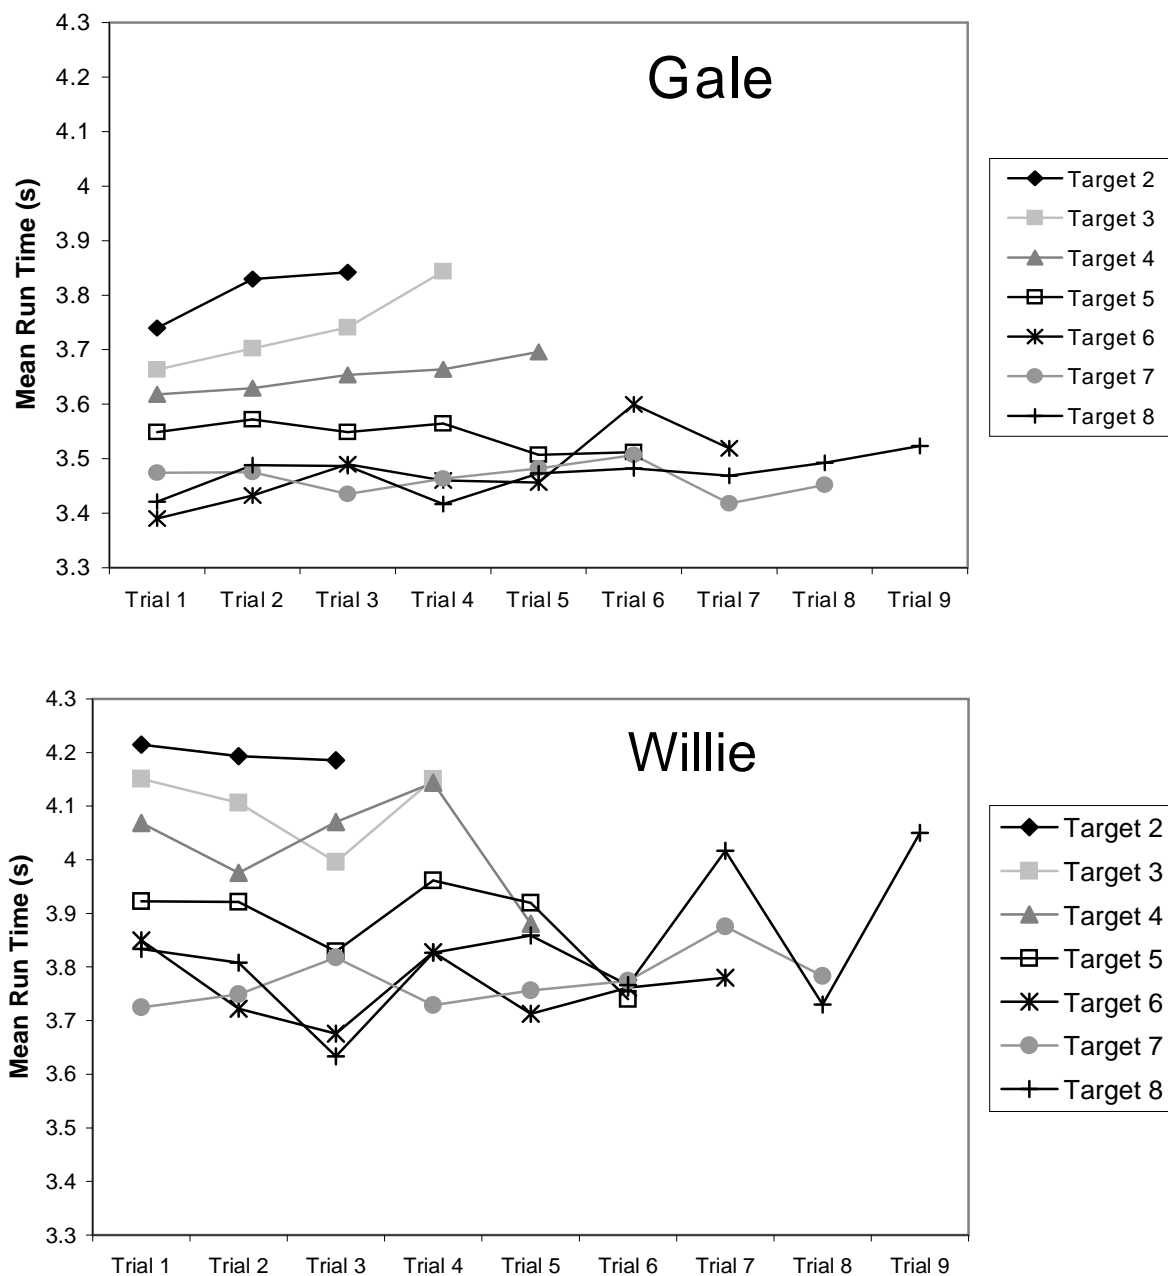 Gale
Mean Run Time (s)
4.3
4.2
4.1
4
3.9
3.8
3.7
3.6
3.5
3.4
3.3
Trial 1 Trial 2 Trial 3 Trial 4 Trial 5 Trial 6 Trial 7 Trial 8 Trial 9
Target 2
Target 3
Target 4
Target 5
Target 6
Target 7
Target 8
Willie
Mean Run Time (s)
4.3
4.2
4.1
4
3.9
3.8
3.7
3.6
3.5
3.4
3.3
Trial 1 Trial 2 Trial 3 Trial 4 Trial 5 Trial 6 Trial 7 Trial 8 Trial 9
Target 2
Target 3
Target 4
Target 5
Target 6
Target 7
Target 8